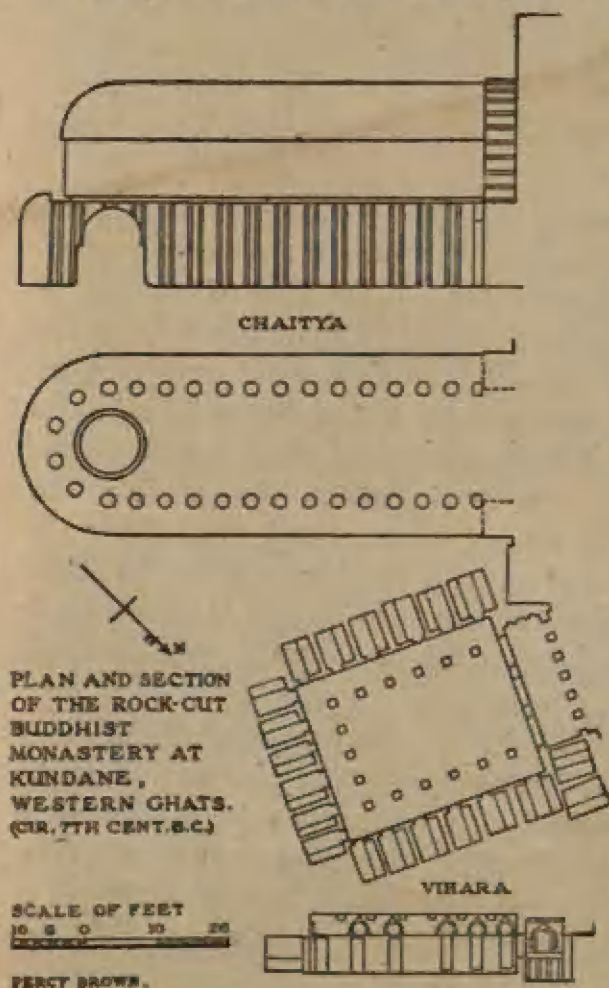 CHAITYA
PLAN AND SECTION
OF THE ROCK-CUT
BUDDHIST
MONASTERY AT
KUNDANE,
WESTERN GHATS.
(CIR. 7TH CENT. B.C.)
VIHARA
SCALE OF FEET
10 0 10 20
PERCY BROWN.